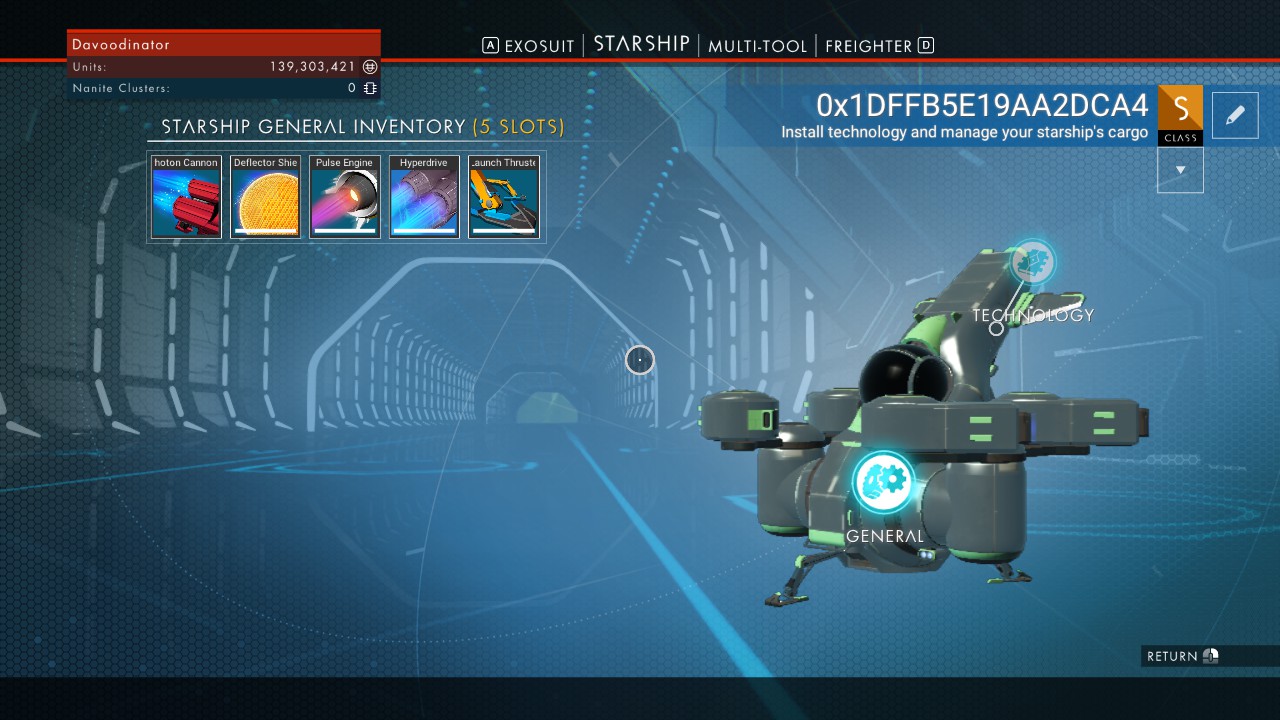 Davoodinator
Units: 139,303,421
Nanite Clusters: 0
A EXOSUIT STARSHIP MULTI-TOOL FREIGHTER D
0x1DFFB5E19AA2DCA4
Install technology and manage your starship's cargo
S
CLASS
STARSHIP GENERAL INVENTORY (5 SLOTS)
hoton Cannon Deflector Shie Pulse Engine Hyperdrive aunch Thruste
TECHNOLOGY
GENERAL
RETURN